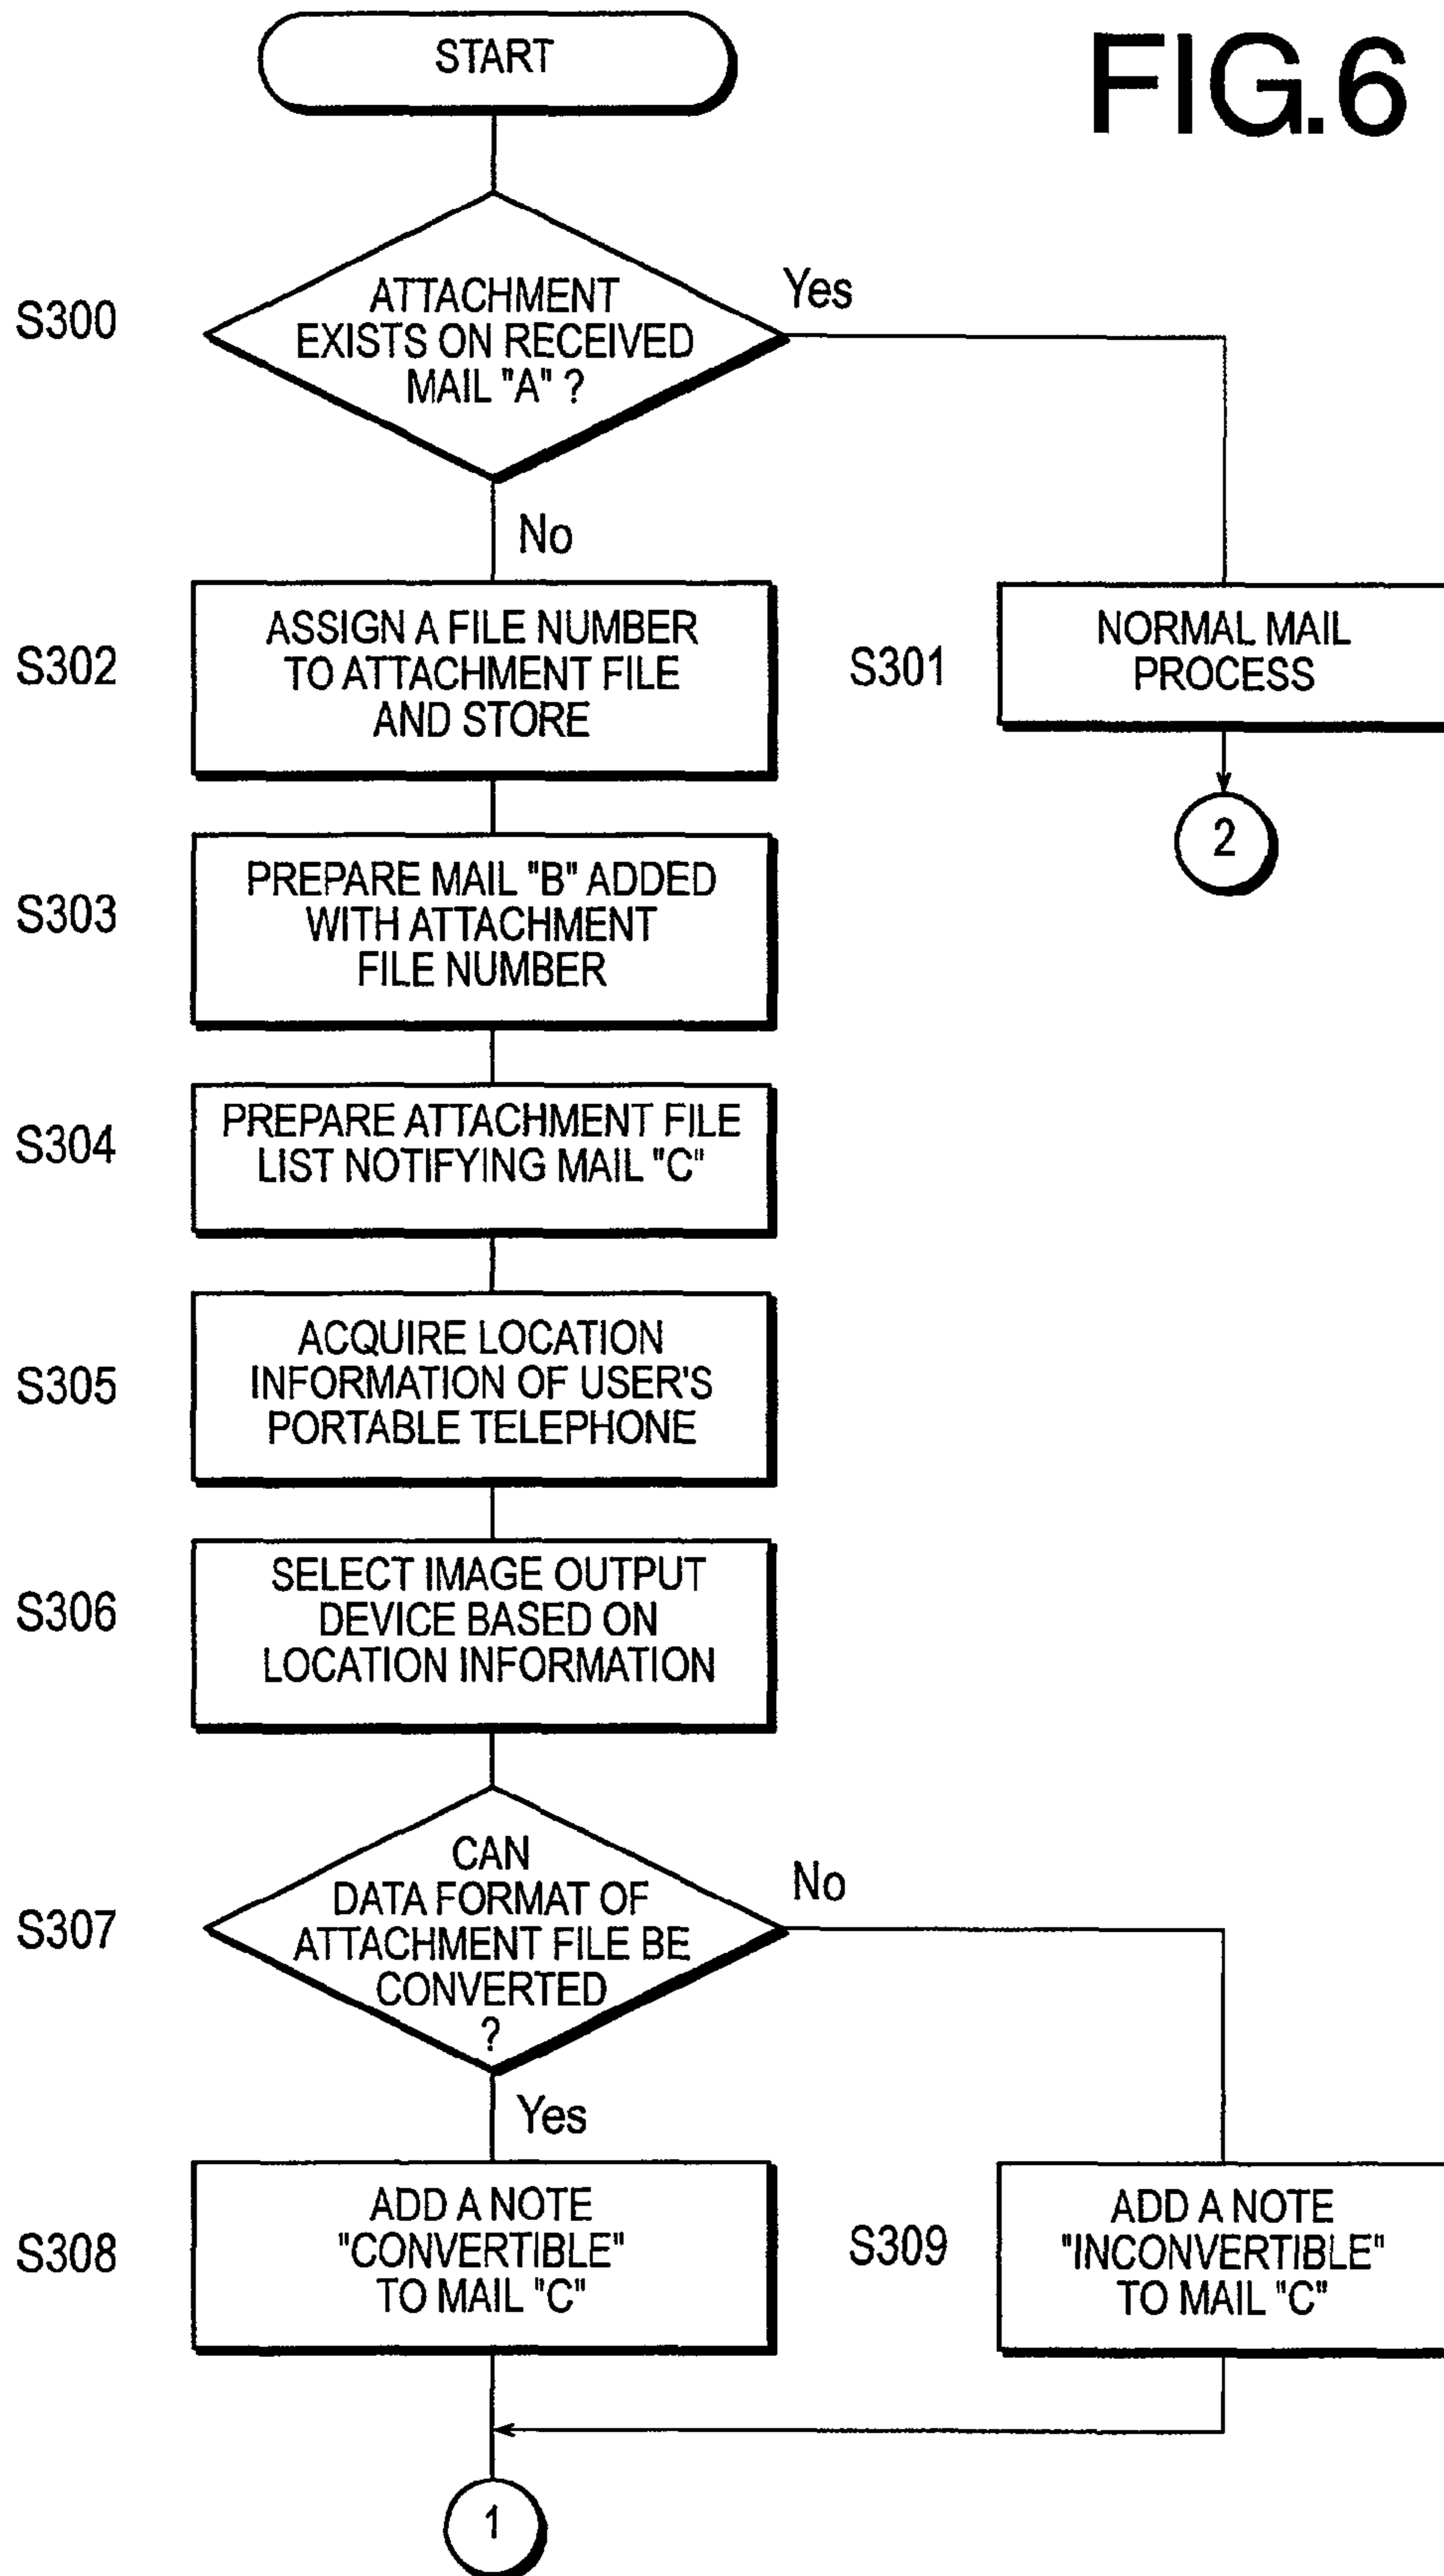 FIG.6
START
S300
ATTACHMENT
EXISTS ON RECEIVED
MAIL "A" ?
Yes
No
S302
ASSIGN A FILE NUMBER
TO ATTACHMENT FILE
AND STORE
S301
NORMAL MAIL
PROCESS
2
S303
PREPARE MAIL "B" ADDED
WITH ATTACHMENT
FILE NUMBER
S304
PREPARE ATTACHMENT FILE
LIST NOTIFYING MAIL "C"
S305
ACQUIRE LOCATION
INFORMATION OF USER'S
PORTABLE TELEPHONE
S306
SELECT IMAGE OUTPUT
DEVICE BASED ON
LOCATION INFORMATION
S307
CAN
DATA FORMAT OF
ATTACHMENT FILE BE
CONVERTED
?
No
Yes
S308
ADD A NOTE
"CONVERTIBLE"
TO MAIL "C"
S309
ADD A NOTE
"INCONVERTIBLE"
TO MAIL "C"
1